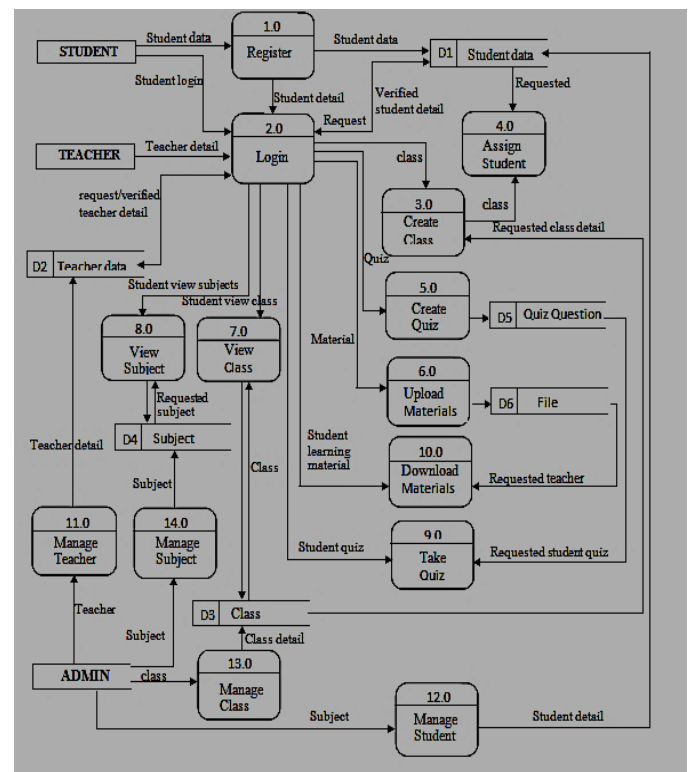 1.0
Student data
Student data
STUDENT
Register
D1
Student data
Student login
Student detail
Verified
student detail
Requested
Request
2.0
4.0
Teacher detail
TEACHER
Login
Assign
Student
class
request/verified
teacher detail
3.0
class
Create
Class
Requested class detail
Quiz
D2
Teacher data
Student view subjects
Student view class
5.0
Create
Quiz
D5
Quiz Question
8.0
View
Subject
7.0
View
Class
Material
6.0
Upload
Materials
D6
File
Requested
subject
D4
Subject
Teacher detail
Student
learning
material
10.0
Download
Materials
Class
Requested teacher
Subject
11.0
Manage
Teacher
14.0
Manage
Subject
9.0
Take
Quiz
Student quiz
Requested student quiz
Teacher
D3
Class
Subject
Class detail
ADMIN
class
13.0
Manage
Class
12.0
Manage
Student
Subject
Student detail